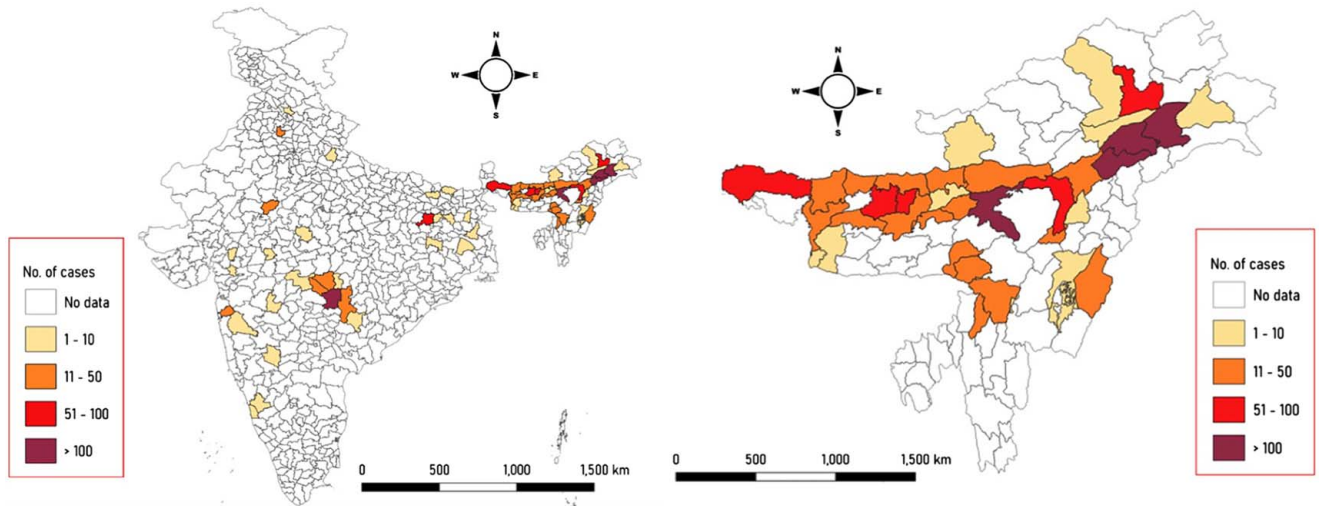 N
W E
S
No. of cases
No data
1 - 10
11 - 50
51 - 100
> 100
0 500 1,000 1,500 km
N
W E
S
No. of cases
No data
1 - 10
11 - 50
51 - 100
> 100
0 500 1,000 1,500 km